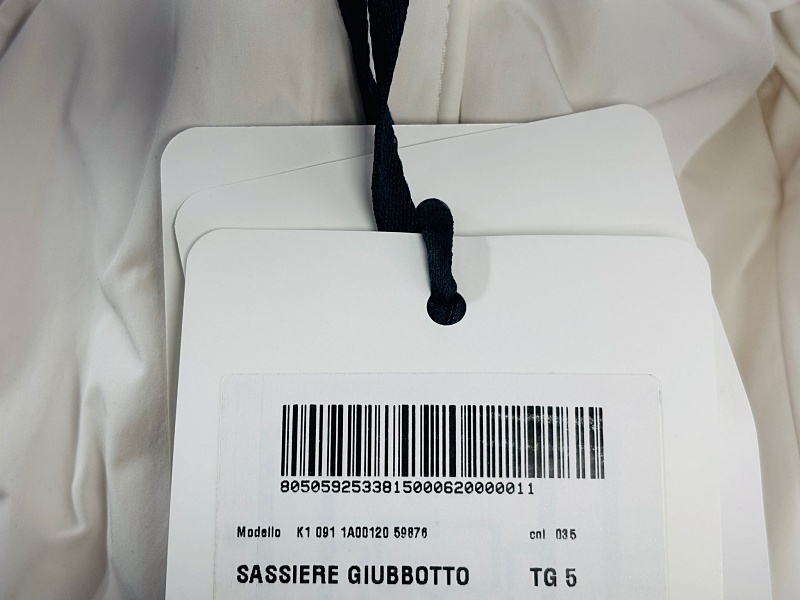 8050592533815000620000011
Modello K1 091 1A00120 59876
cnl 035
SASSIERE GIUBBOTTO
TG 5